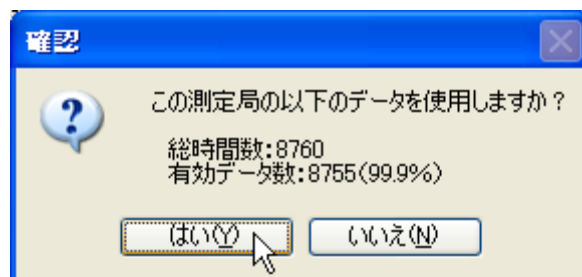 確認
この測定局の以下のデータを使用しますか？
総時間数:8760
有効データ数:8755(99.9%)
はい(Y)
いいえ(N)